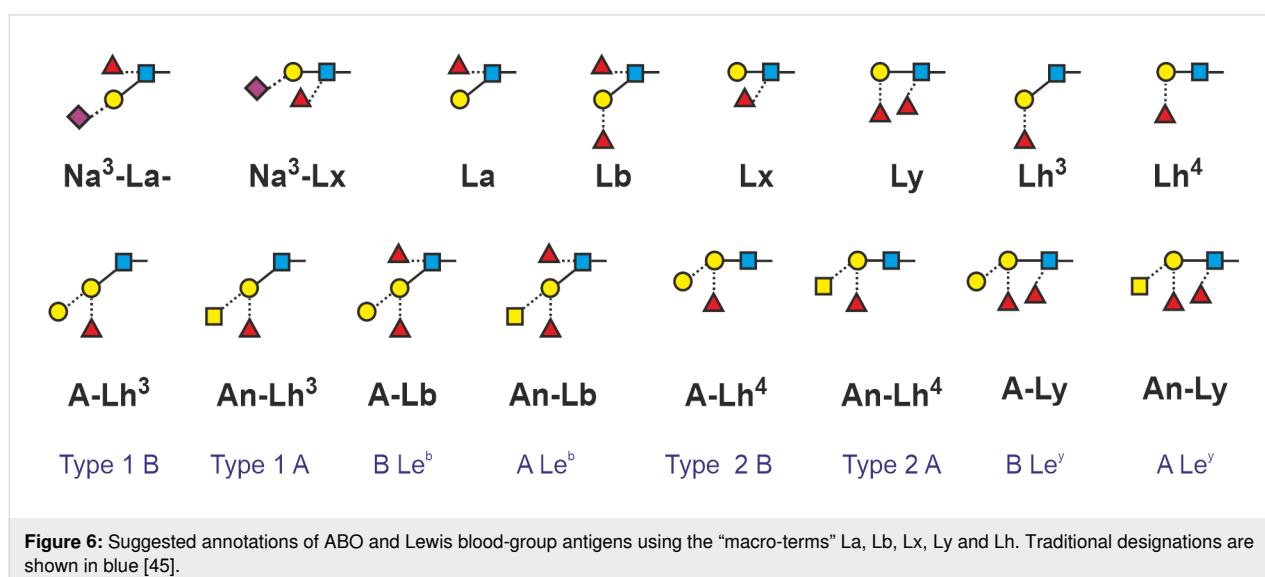 Na³-La- Na³-Lx La Lb Lx Ly Lh³ Lh⁴
A-Lh³ An-Lh³ A-Lb An-Lb A-Lh⁴ An-Lh⁴ A-Ly An-Ly
Type 1 B Type 1 A B Leᵇ A Leᵇ Type 2 B Type 2 A B Leʸ A Leʸ
Figure 6: Suggested annotations of ABO and Lewis blood-group antigens using the “macro-terms” La, Lb, Lx, Ly and Lh. Traditional designations are
shown in blue [45].